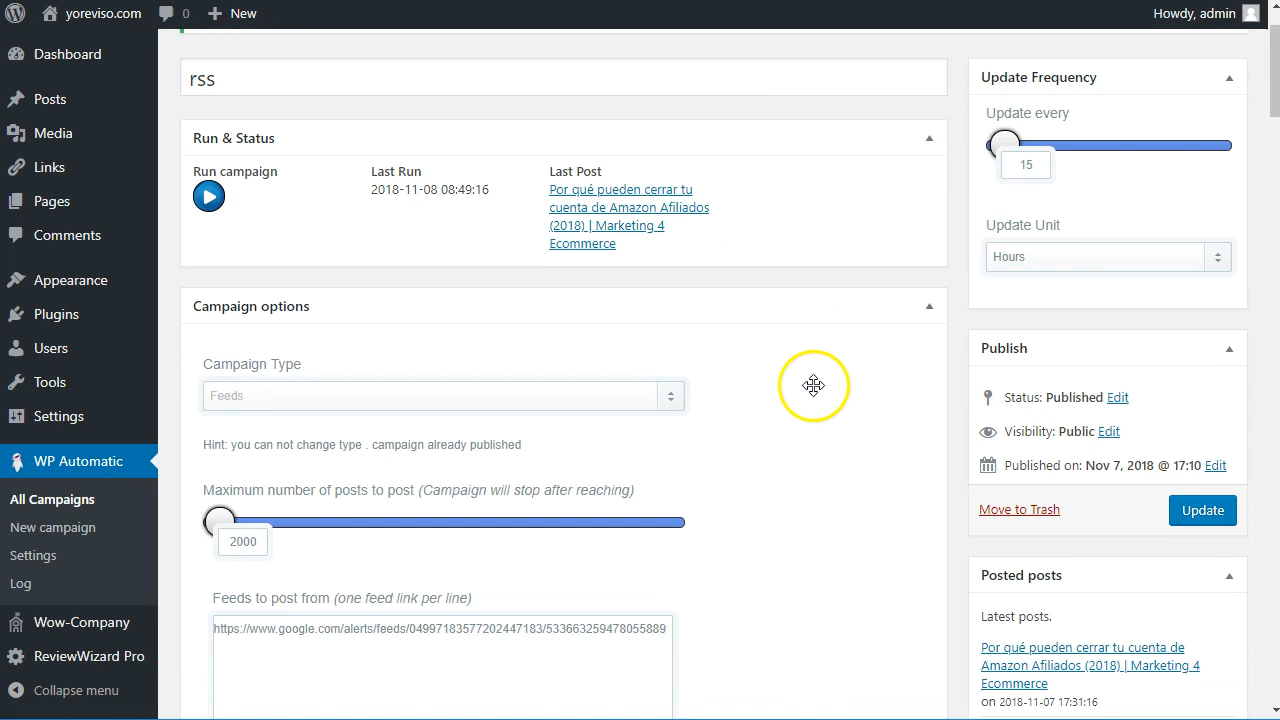 yoreviso.com
0
New
Howdy, admin
Dashboard
Posts
Media
Links
Pages
Comments
Appearance
Plugins
Users
Tools
Settings
WP Automatic
All Campaigns
New campaign
Settings
Log
Wow-Company
ReviewWizard Pro
Collapse menu
rss
Run & Status
Run campaign
Last Run
2018-11-08 08:49:16
Last Post
Por qué pueden cerrar tu
cuenta de Amazon Afiliados
(2018) | Marketing 4
Ecommerce
Campaign options
Campaign Type
Feeds
Hint: you can not change type . campaign already published
Maximum number of posts to post (Campaign will stop after reaching)
2000
Feeds to post from (one feed link per line)
https://www.google.com/alerts/feeds/04997183577202447183/533663259478055889
Update Frequency
Update every
15
Update Unit
Hours
Publish
Status: Published Edit
Visibility: Public Edit
Published on: Nov 7, 2018 @ 17:10 Edit
Move to Trash
Update
Posted posts
Latest posts.
Por qué pueden cerrar tu cuenta de
Amazon Afiliados (2018) | Marketing 4
Ecommerce
on 2018-11-07 17:31:16